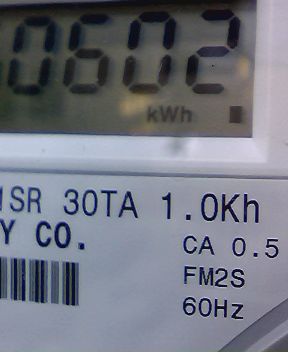 0602
kWh
1SR 30TA 1.0Kh
Y CO.
CA 0.5
FM2S
60Hz